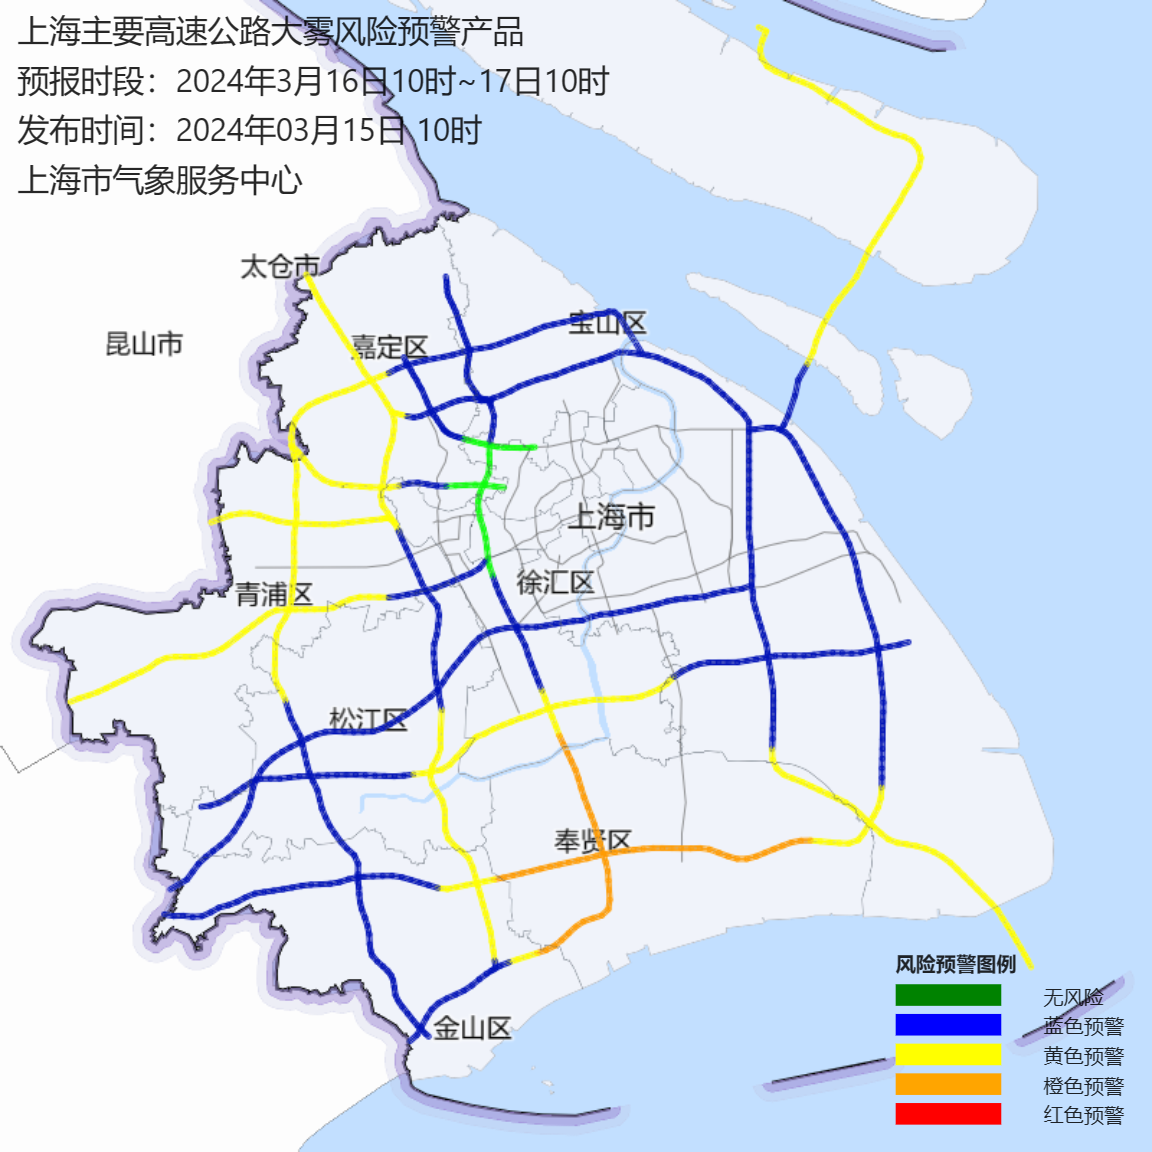 上海主要高速公路大雾风险预警产品
预报时段：2024年3月16日10时~17日10时
发布时间：2024年03月15日 10时
上海市气象服务中心
太仓市
昆山市
嘉定区
宝山区
上海市
徐汇区
青浦区
松江区
奉贤区
金山区
风险预警图例
无风险
蓝色预警
黄色预警
橙色预警
红色预警